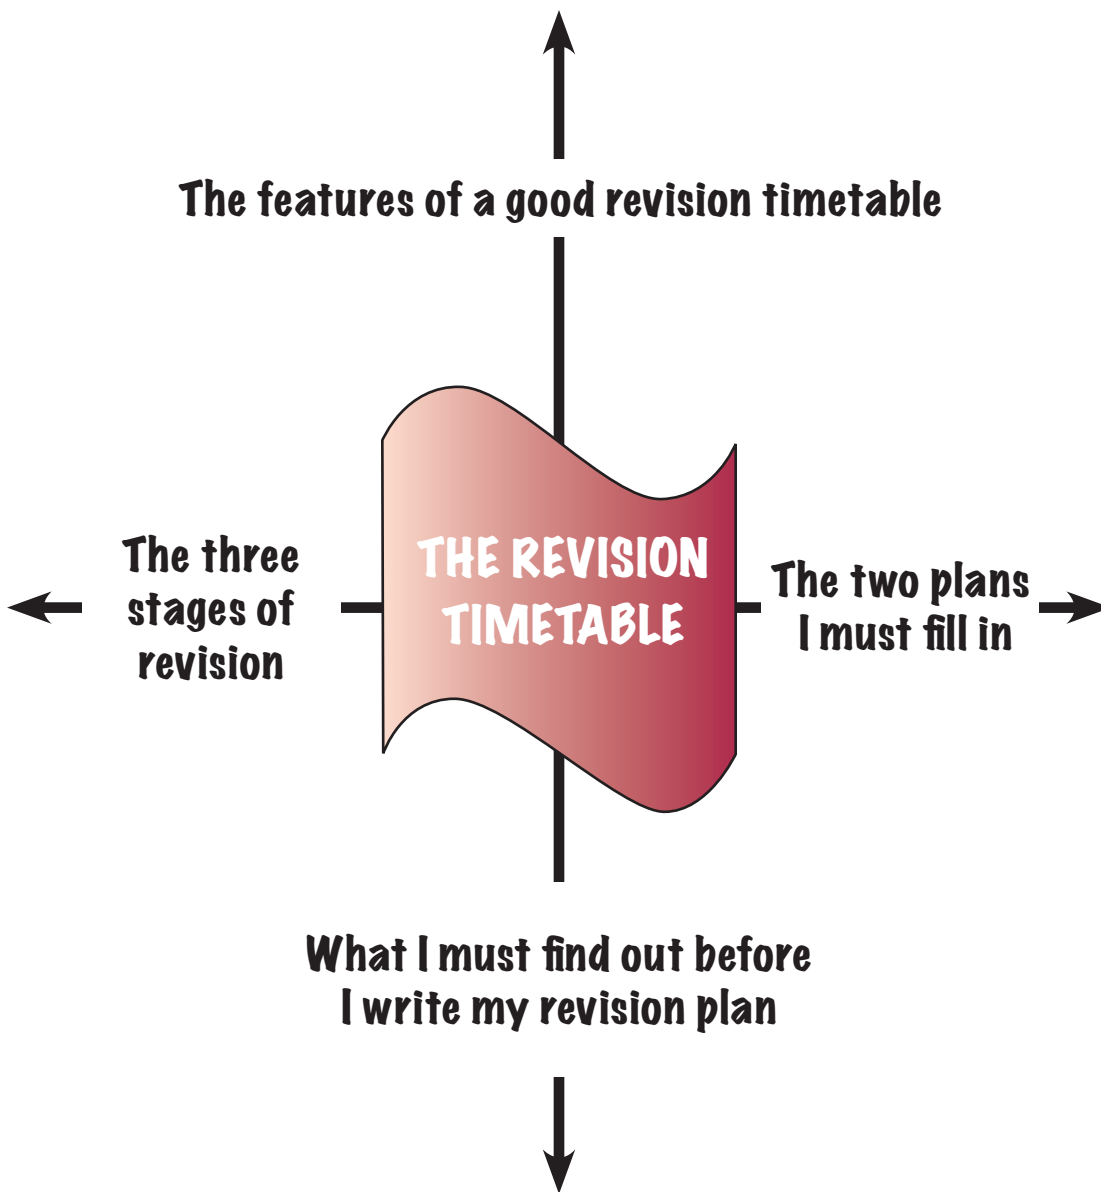 The features of a good revision timetable
The three
stages of
revision
THE REVISION
TIMETABLE
The two plans
I must fill in
What I must find out before
I write my revision plan